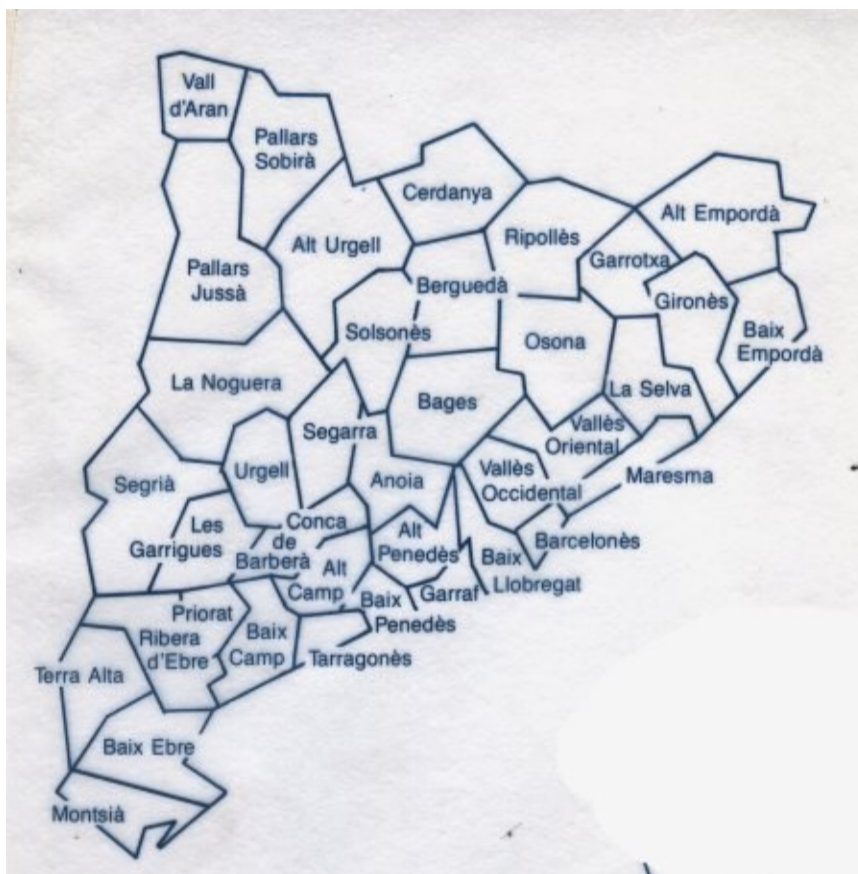 Vall
d'Aran
Pallars
Sobirà
Cerdanya
Alt Empordà
Alt Urgell
Ripollès
Garrotxa
Pallars
Jussà
Berguedà
Gironès
Solsonès
Osona
Baix
Empordà
La Noguera
La Selva
Bages
Segarra
Vallès
Oriental
Urgell
Anoia
Vallès
Occidental
Maresma
Segrià
Les
Garrigues
Conca
de
Barberà
Alt
Penedès
Barcelonès
Baix
Llobregat
Alt
Camp
Garraf
Baix
Penedès
Priorat
Ribera
d'Ebre
Baix
Camp
Tarragonès
Terra Alta
Baix Ebre
Montsià